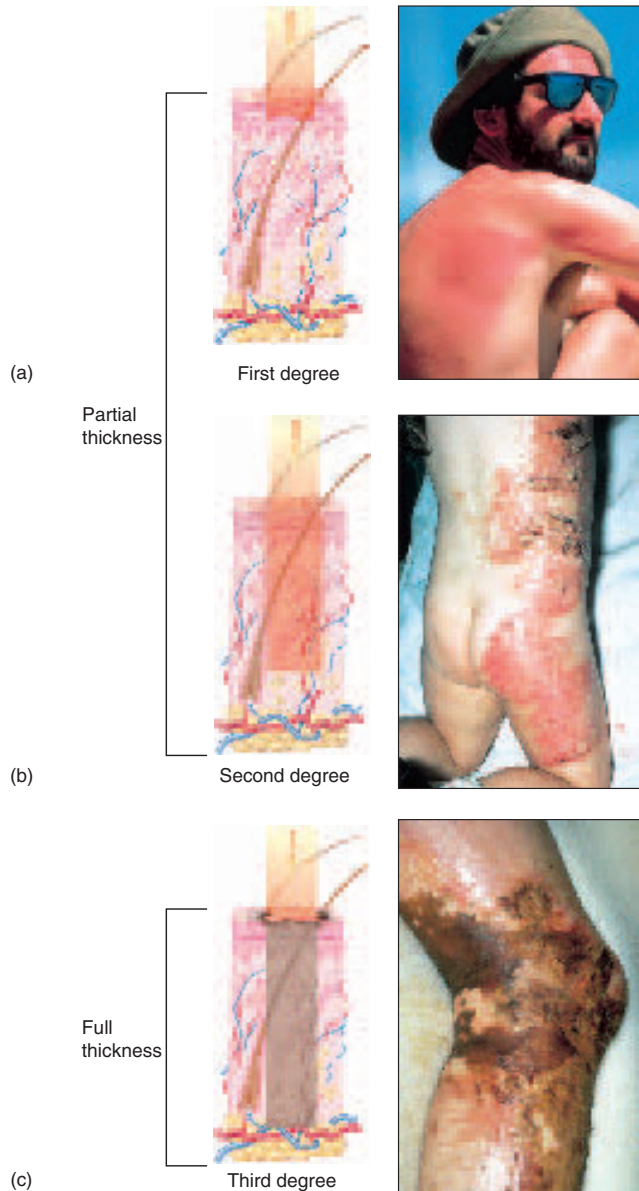 (a)
First degree
Partial
thickness
(b)
Second degree
Full
thickness
(c)
Third degree